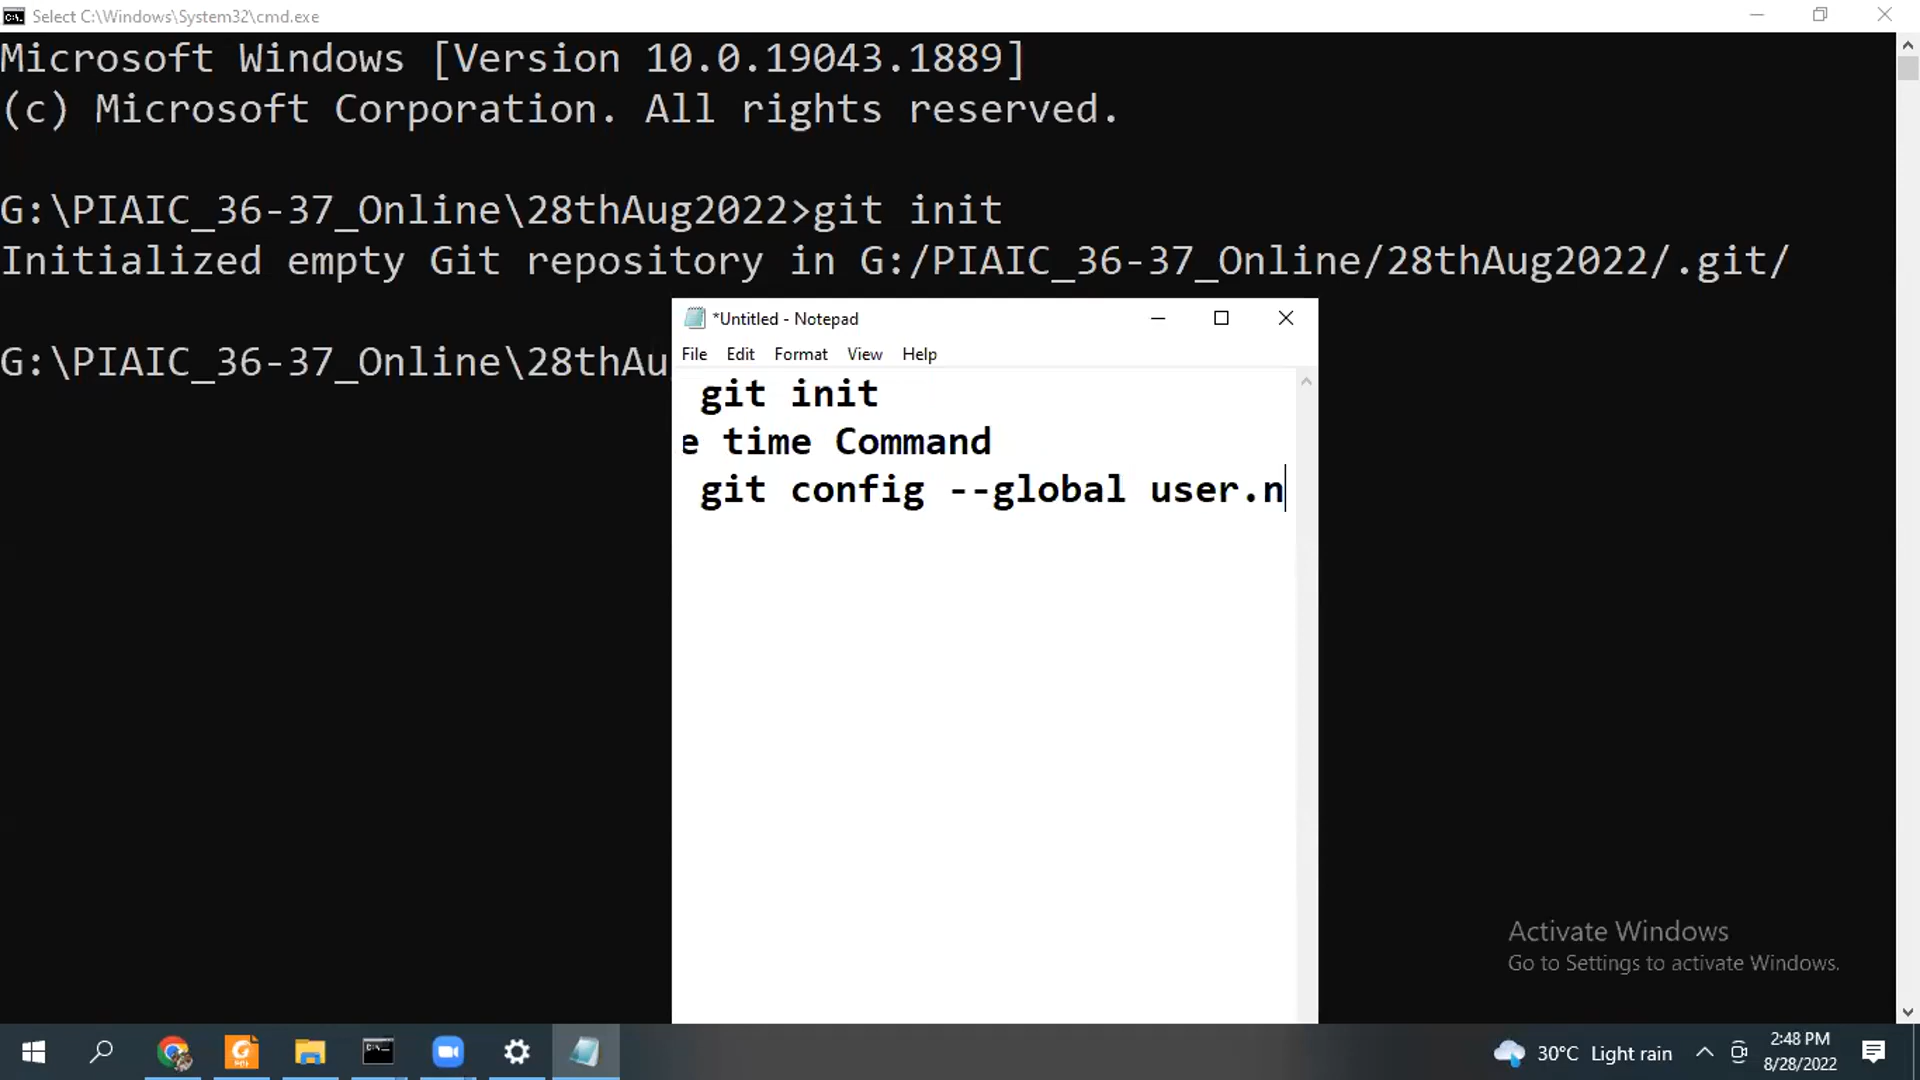 Select C:\Windows\System32\cmd.exe
Microsoft Windows [Version 10.0.19043.1889]
(c) Microsoft Corporation. All rights reserved.
G:\PIAIC_36-37_Online\28thAug2022>git init
Initialized empty Git repository in G:/PIAIC_36-37_Online/28thAug2022/.git/
G:\PIAIC_36-37_Online\28thAu
*Untitled - Notepad
File Edit Format View Help
git init
e time Command
git config --global user.n
Activate Windows
Go to Settings to activate Windows.
30°C Light rain
2:48 PM
8/28/2022